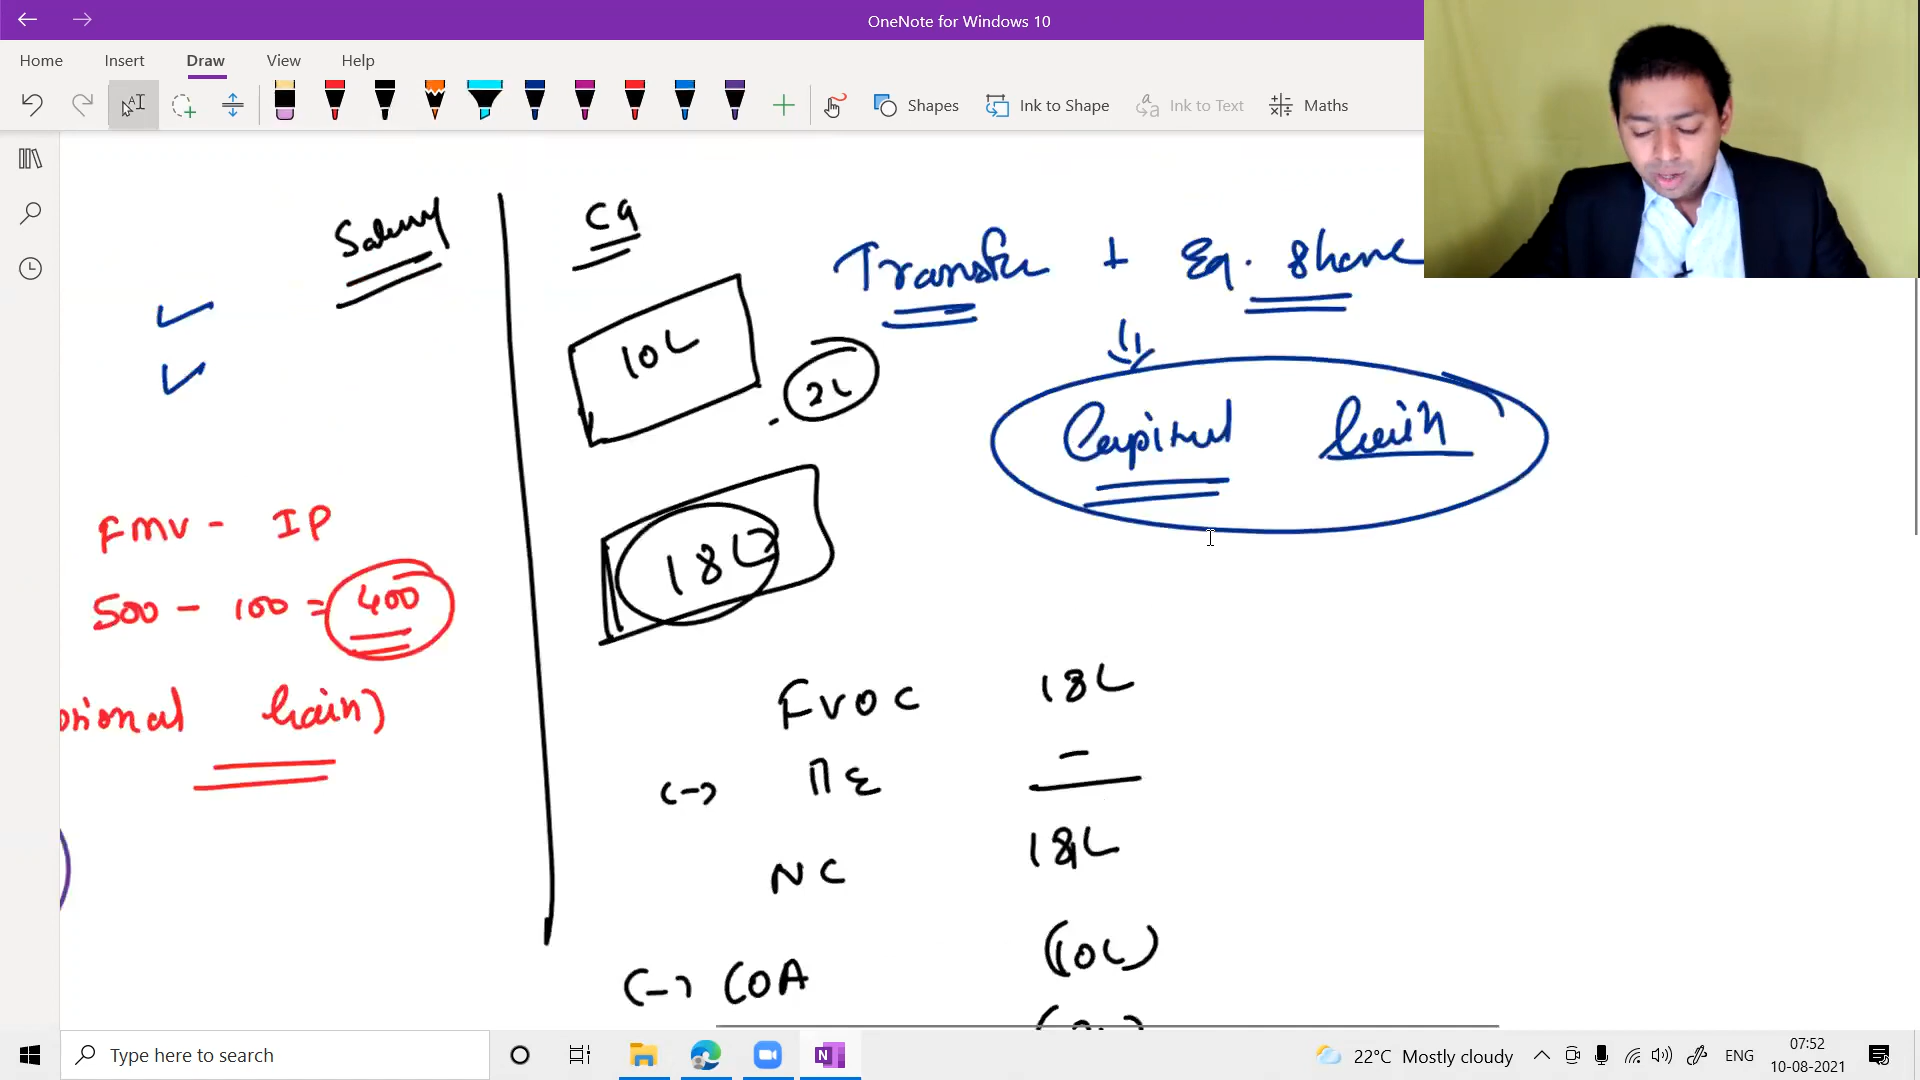 OneNote for Windows 10
Home Insert Draw View Help
Shapes Ink to Shape Ink to Text Maths
Salary
CG
Transfer + Eq. Share
10L
2L
Capital Gain
18L
FMV - IP
500 - 100 = 400
Gain)
FVOC 18L
(-) TE -
NC 18L
(-) COA (10L)
Type here to search
22°C Mostly cloudy
ENG
07:52
10-08-2021